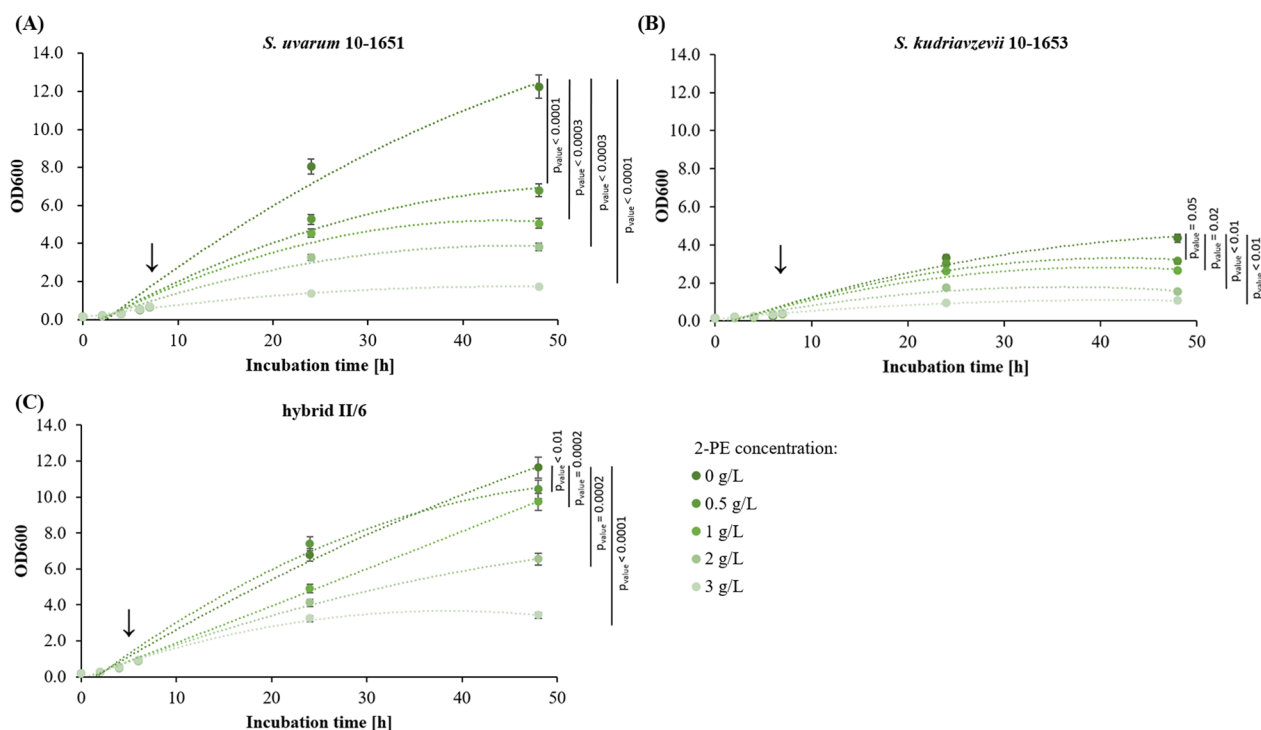 (A)
S. uvarum 10-1651
14.0
12.0
10.0
8.0
6.0
4.0
2.0
0.0
OD600
0 10 20 30 40 50
Incubation time [h]
pvalue < 0.0001
pvalue < 0.0003
pvalue < 0.0003
pvalue < 0.0001
(B)
S. kudriavzevii 10-1653
14.0
12.0
10.0
8.0
6.0
4.0
2.0
0.0
OD600
0 10 20 30 40 50
Incubation time [h]
pvalue = 0.05
pvalue = 0.02
pvalue < 0.01
pvalue < 0.01
(C)
hybrid II/6
14.0
12.0
10.0
8.0
6.0
4.0
2.0
0.0
OD600
0 10 20 30 40 50
Incubation time [h]
pvalue < 0.01
pvalue = 0.0002
pvalue = 0.0002
pvalue < 0.0001
2-PE concentration:
0 g/L
0.5 g/L
1 g/L
2 g/L
3 g/L